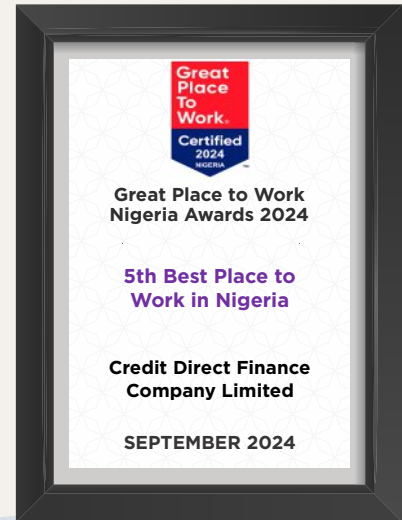 Great
Place
To
Work.
Certified
2024
NIGERIA
Great Place to Work
Nigeria Awards 2024
5th Best Place to
Work in Nigeria
Credit Direct Finance
Company Limited
SEPTEMBER 2024